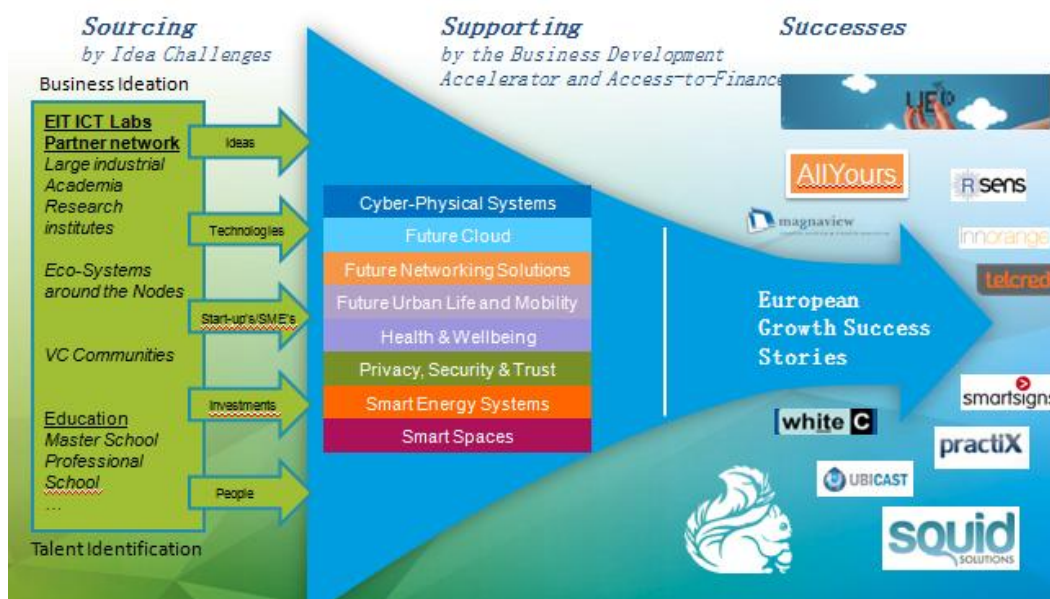 Sourcing
by Idea Challenges
Supporting
by the Business Development
Accelerator and Access-to-Finance
Successes
Business Ideation
EIT ICT Labs
Partner network
Large industrial
Academia
Research
institutes
Eco-Systems
around the Nodes
VC Communities
Education
Master School
Professional
School
...
Talent Identification
Ideas
Technologies
Start-up's/SME's
Investments
People
Cyber-Physical Systems
Future Cloud
Future Networking Solutions
Future Urban Life and Mobility
Health & Wellbeing
Privacy, Security & Trust
Smart Energy Systems
Smart Spaces
European
Growth Success
Stories
AllYours
R sens
magnaview
innorange
telcred
smartsigns
white C
practiX
UBICAST
squid
SOLUTIONS